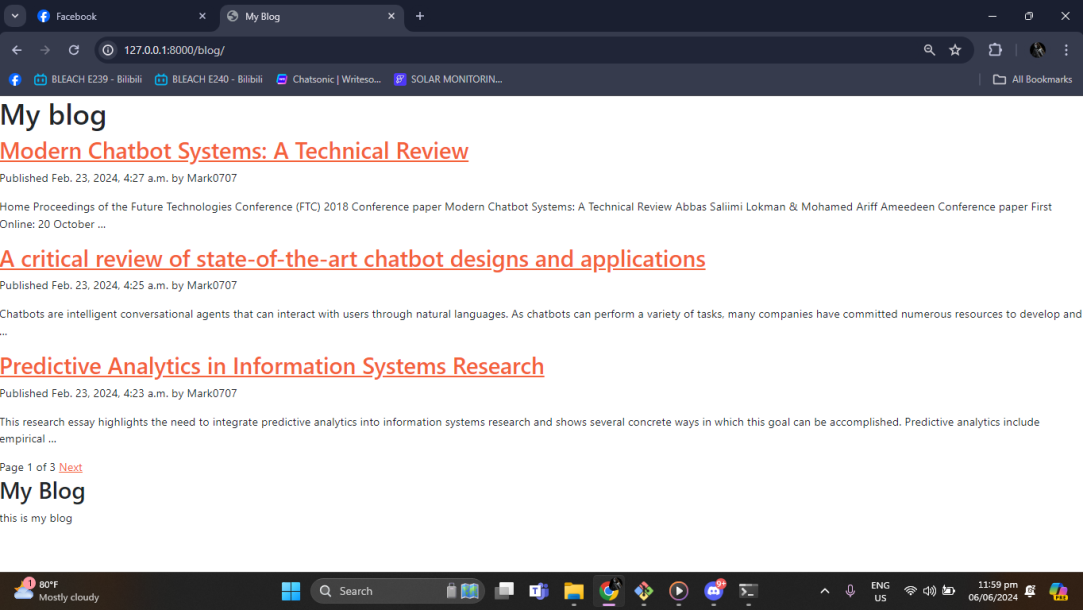 Facebook
My Blog
127.0.0.1:8000/blog/
BLEACH E239 - Bilibili
BLEACH E240 - Bilibili
Chatsonic | Writeso...
SOLAR MONITORIN...
All Bookmarks
My blog
Modern Chatbot Systems: A Technical Review
Published Feb. 23, 2024, 4:27 a.m. by Mark0707
Home Proceedings of the Future Technologies Conference (FTC) 2018 Conference paper Modern Chatbot Systems: A Technical Review Abbas Saliimi Lokman & Mohamed Ariff Ameedeen Conference paper First
Online: 20 October …
A critical review of state-of-the-art chatbot designs and applications
Published Feb. 23, 2024, 4:25 a.m. by Mark0707
Chatbots are intelligent conversational agents that can interact with users through natural languages. As chatbots can perform a variety of tasks, many companies have committed numerous resources to develop and
…
Predictive Analytics in Information Systems Research
Published Feb. 23, 2024, 4:23 a.m. by Mark0707
This research essay highlights the need to integrate predictive analytics into information systems research and shows several concrete ways in which this goal can be accomplished. Predictive analytics include
empirical …
Page 1 of 3 Next
My Blog
this is my blog
1
80°F
Mostly cloudy
Search
9+
ENG
US
11:59 pm
06/06/2024